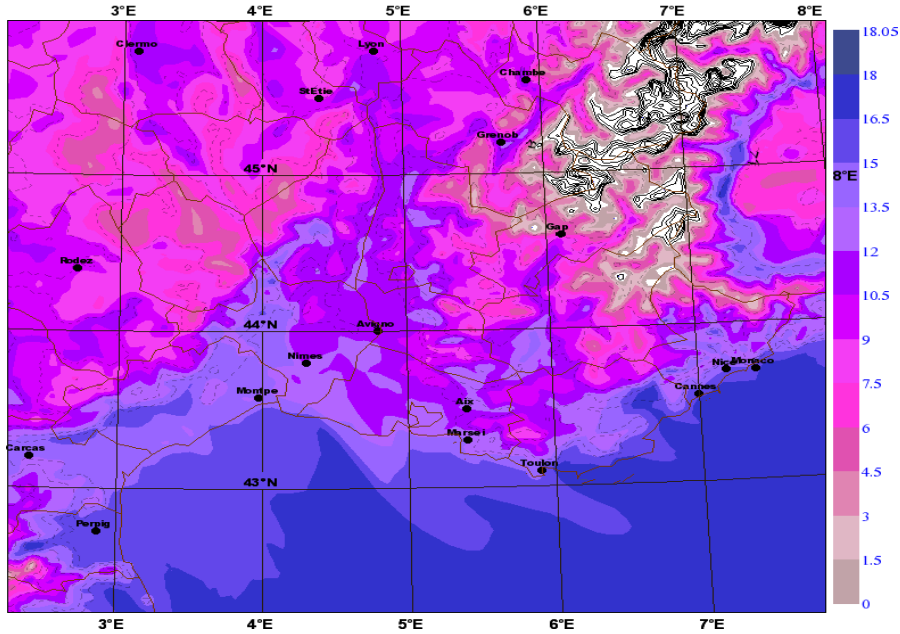 3°E 4°E 5°E 6°E 7°E 8°E
18.05
Clermo Lyon
18
StEtie Chambe
16.5
Grenob
45°N 8°E 15
13.5
Gap
12
Rodez
10.5
44°N Avigno
9
Nimes Nice Monaco
7.5
Montpe Cannes
Aix
6
Marsei
Carcas
Toulon
4.5
43°N
3
Perpig
1.5
0
3°E 4°E 5°E 6°E 7°E